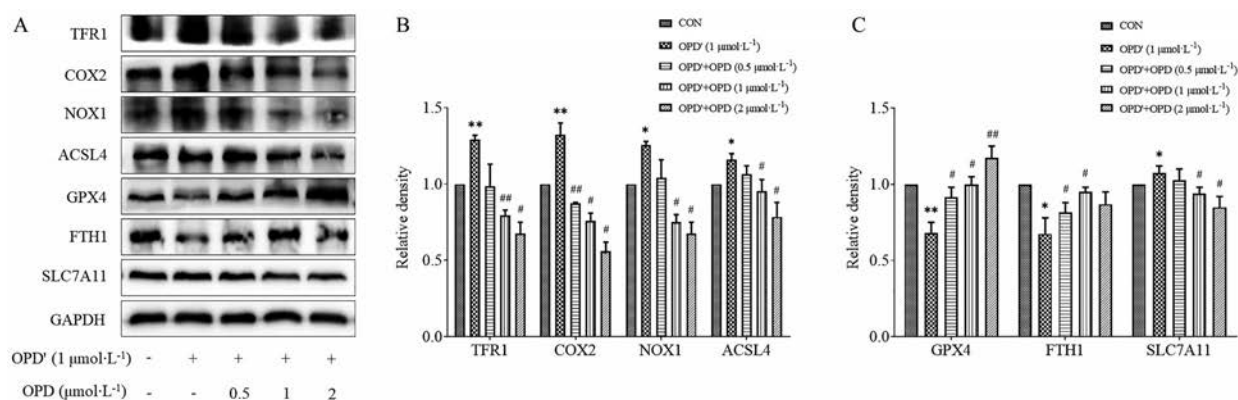 A
TFR1
COX2
NOX1
ACSL4
GPX4
FTH1
SLC7A11
GAPDH
OPD' (1 μmol·L⁻¹) - + + + +
OPD (μmol·L⁻¹) - - 0.5 1 2
B
CON
OPD' (1 μmol·L⁻¹)
OPD'+OPD (0.5 μmol·L⁻¹)
OPD'+OPD (1 μmol·L⁻¹)
OPD'+OPD (2 μmol·L⁻¹)
Relative density
1.5
1.0
0.5
0.0
** ## #
** ## # #
* # #
* # #
TFR1 COX2 NOX1 ACSL4
C
CON
OPD' (1 μmol·L⁻¹)
OPD'+OPD (0.5 μmol·L⁻¹)
OPD'+OPD (1 μmol·L⁻¹)
OPD'+OPD (2 μmol·L⁻¹)
Relative density
1.5
1.0
0.5
0.0
** # # ##
* # #
* # #
GPX4 FTH1 SLC7A11